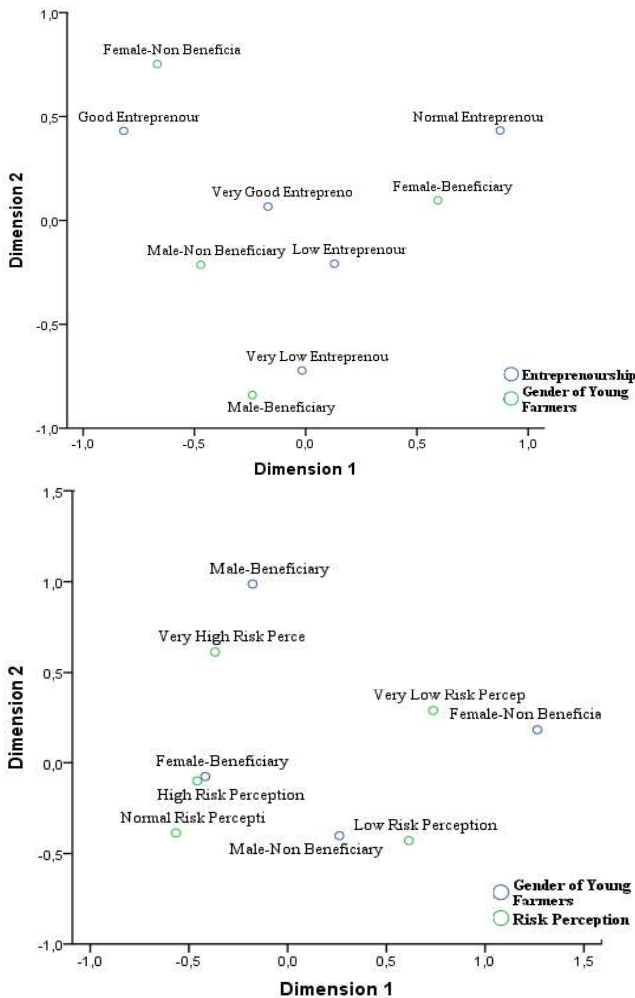 1,0
Female-Non Beneficia
Good Entreprenour
Normal Entreprenour
0,5
Very Good Entrepreno
Female-Beneficiary
0,0
Male-Non Beneficiary
Low Entreprenour
-0,5
Very Low Entreprenou
Male-Beneficiary
-1,0
Dimension 2
Entreprenourship
Gender of Young
Farmers
-1,0 -0,5 0,0 0,5 1,0
Dimension 1
1,5
Male-Beneficiary
1,0
Very High Risk Perce
0,5
Very Low Risk Percep
Female-Non Beneficia
0,0
Female-Beneficiary
High Risk Perception
Normal Risk Percepti
Low Risk Perception
Male-Non Beneficiary
-0,5
-1,0
Dimension 2
Gender of Young
Farmers
Risk Perception
-1,0 -0,5 0,0 0,5 1,0 1,5
Dimension 1